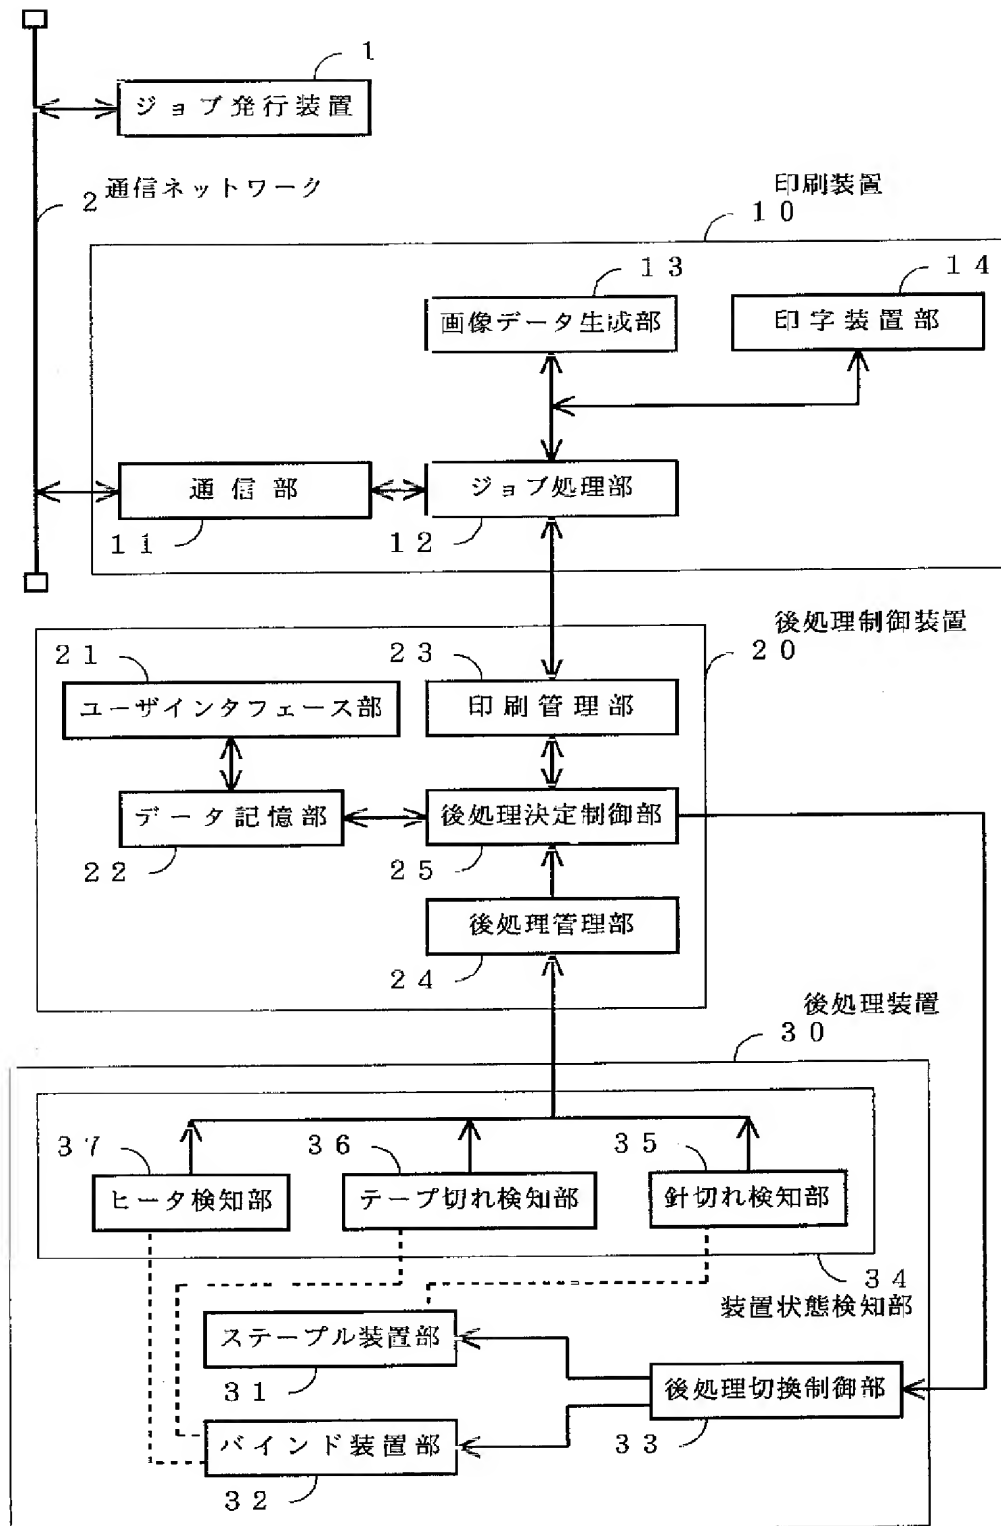 1
ジョブ発行装置
2 通信ネットワーク
印刷装置
10
13
14
画像データ生成部
印字装置部
通信部
ジョブ処理部
11
12
後処理制御装置
20
21
23
ユーザインタフェース部
印刷管理部
データ記憶部
後処理決定制御部
22
25
後処理管理部
24
後処理装置
30
37
36
35
ヒータ検知部
テープ切れ検知部
針切れ検知部
34
装置状態検知部
ステープル装置部
31
後処理切換制御部
33
バインド装置部
32